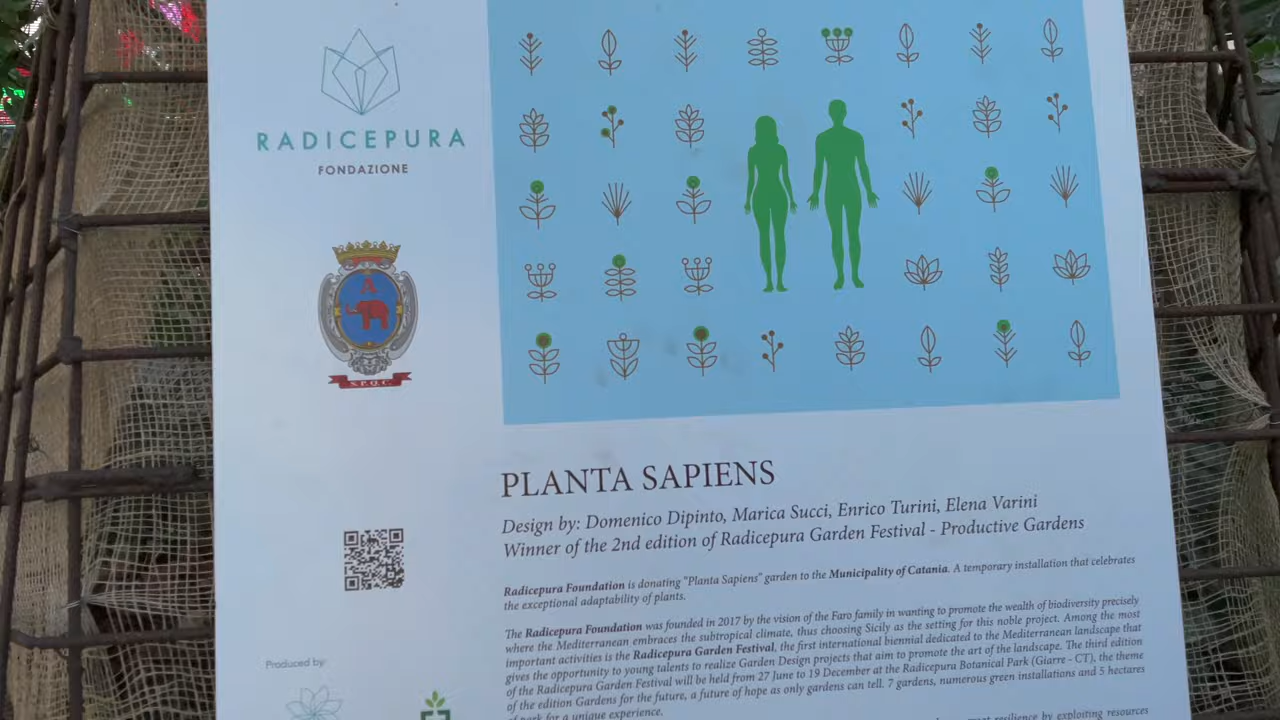 RADICEPURA
FONDAZIONE
A
S.P.Q.C.
PLANTA SAPIENS
Design by: Domenico Dipinto, Marica Succi, Enrico Turini, Elena Varini
Winner of the 2nd edition of Radicepura Garden Festival - Productive Gardens
Radicepura Foundation is donating "Planta Sapiens" garden to the Municipality of Catania. A temporary installation that celebrates
the exceptional adaptability of plants.
The Radicepura Foundation was founded in 2017 by the vision of the Faro family in wanting to promote the wealth of biodiversity precisely
where the Mediterranean embraces the subtropical climate, thus choosing Sicily as the setting for this noble project. Among the most
important activities is the Radicepura Garden Festival, the first international biennial dedicated to the Mediterranean landscape that
gives the opportunity to young talents to realize Garden Design projects that aim to promote the art of the landscape. The third edition
of the Radicepura Garden Festival will be held from 27 June to 19 December at the Radicepura Botanical Park (Giarre - CT), the theme
of the edition Gardens for the future, a future of hope as only gardens can tell. 7 gardens, numerous green installations and 5 hectares
of park for a unique experience.
resilience by exploiting resources
Produced by: